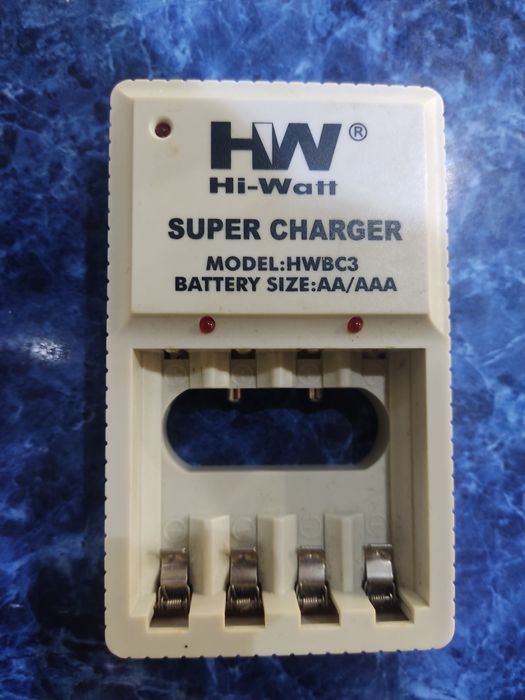 HW®
Hi-Watt
SUPER CHARGER
MODEL:HWBC3
BATTERY SIZE:AA/AAA